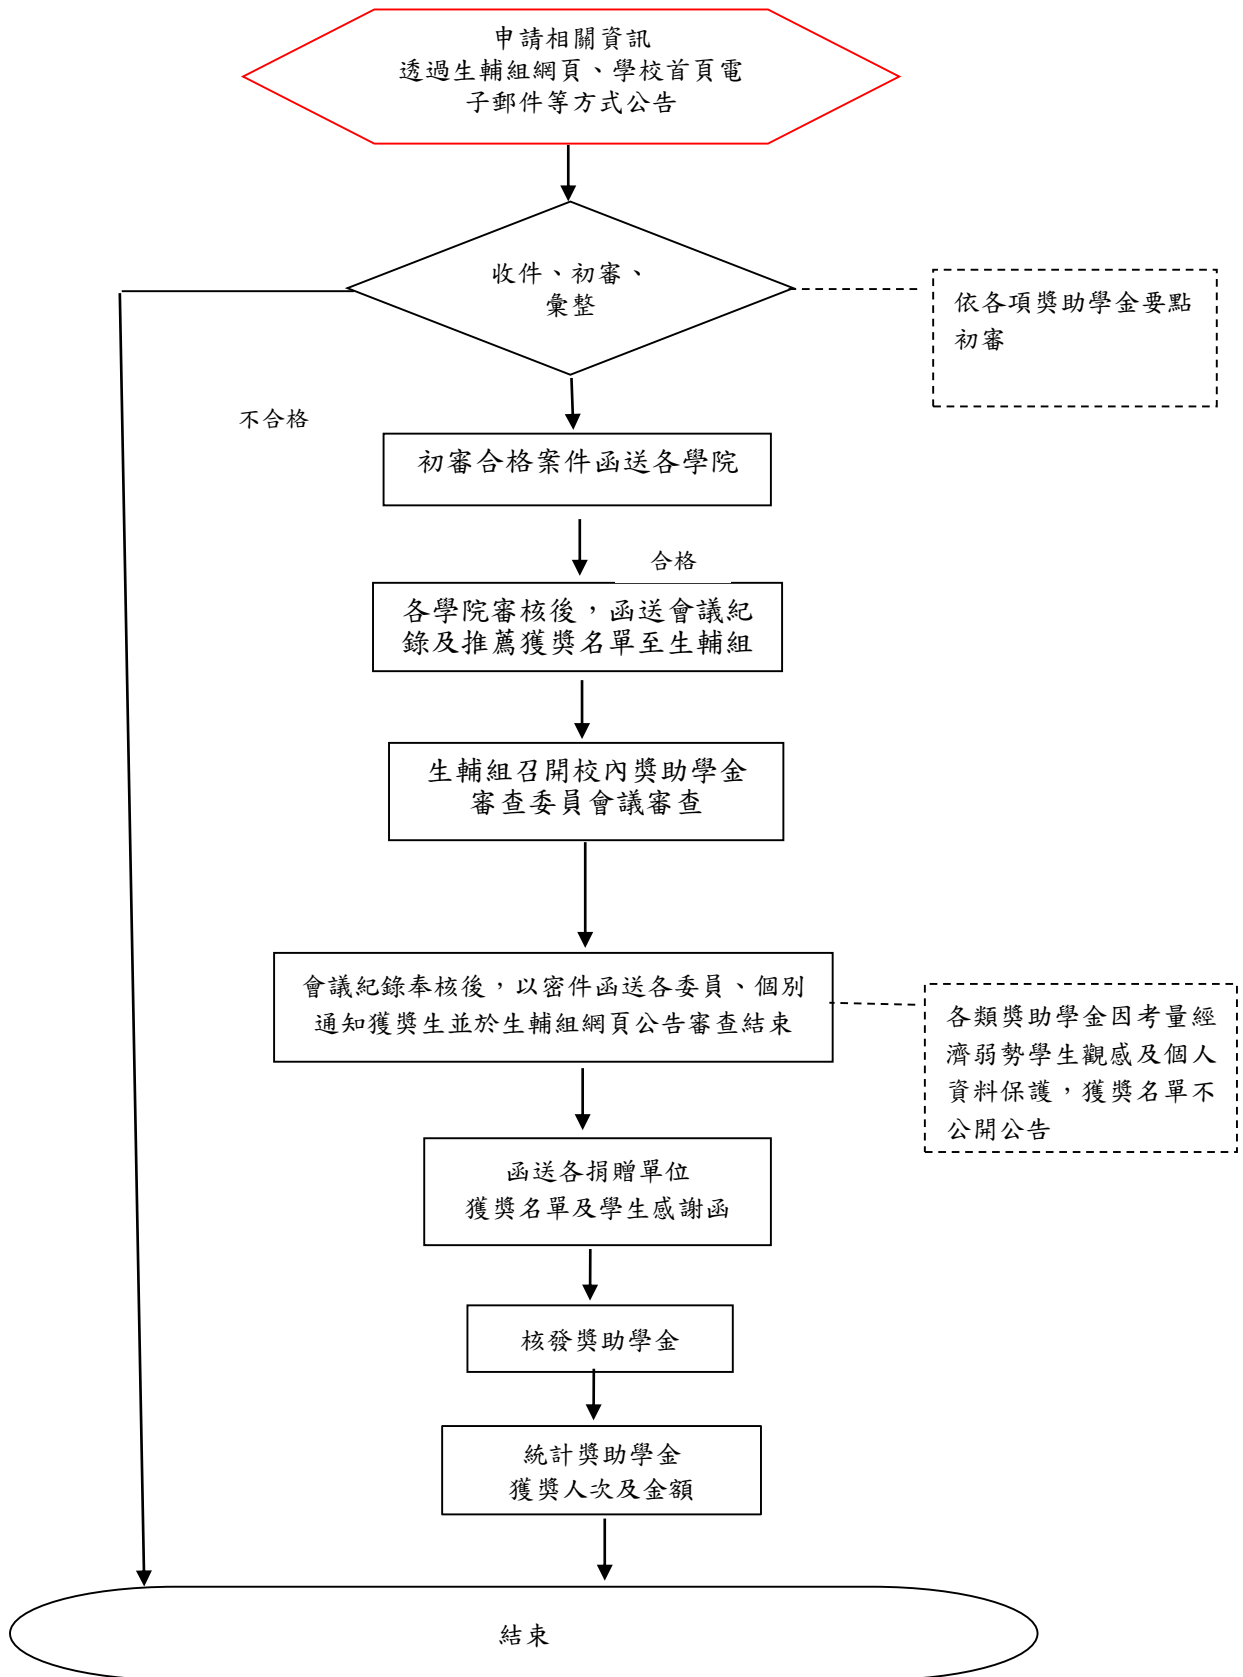 申請相關資訊
透過生輔組網頁、學校首頁電
子郵件等方式公告
收件、初審、
彙整
依各項獎助學金要點
初審
不合格
初審合格案件函送各學院
合格
各學院審核後，函送會議紀
錄及推薦獲獎名單至生輔組
生輔組召開校內獎助學金
審查委員會議審查
會議紀錄奉核後，以密件函送各委員、個別
通知獲獎生並於生輔組網頁公告審查結束
各類獎助學金因考量經
濟弱勢學生觀感及個人
資料保護，獲獎名單不
公開公告
函送各捐贈單位
獲獎名單及學生感謝函
核發獎助學金
統計獎助學金
獲獎人次及金額
結束